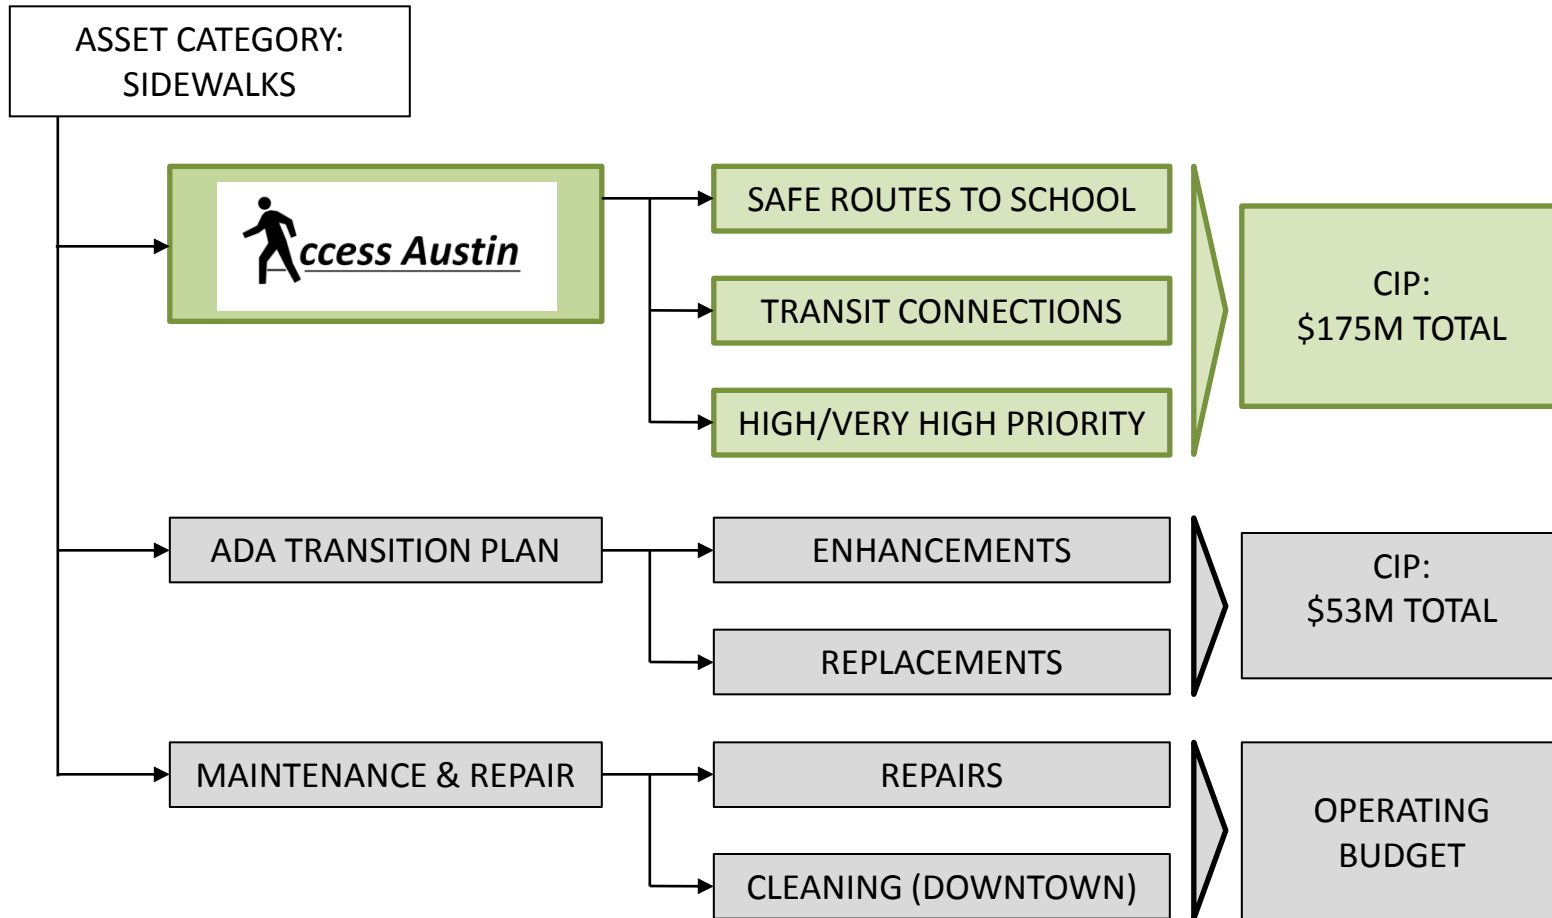 ASSET CATEGORY:
SIDEWALKS
ccess Austin
SAFE ROUTES TO SCHOOL
TRANSIT CONNECTIONS
HIGH/VERY HIGH PRIORITY
CIP:
$175M TOTAL
ADA TRANSITION PLAN
ENHANCEMENTS
REPLACEMENTS
CIP:
$53M TOTAL
MAINTENANCE & REPAIR
REPAIRS
CLEANING (DOWNTOWN)
OPERATING
BUDGET